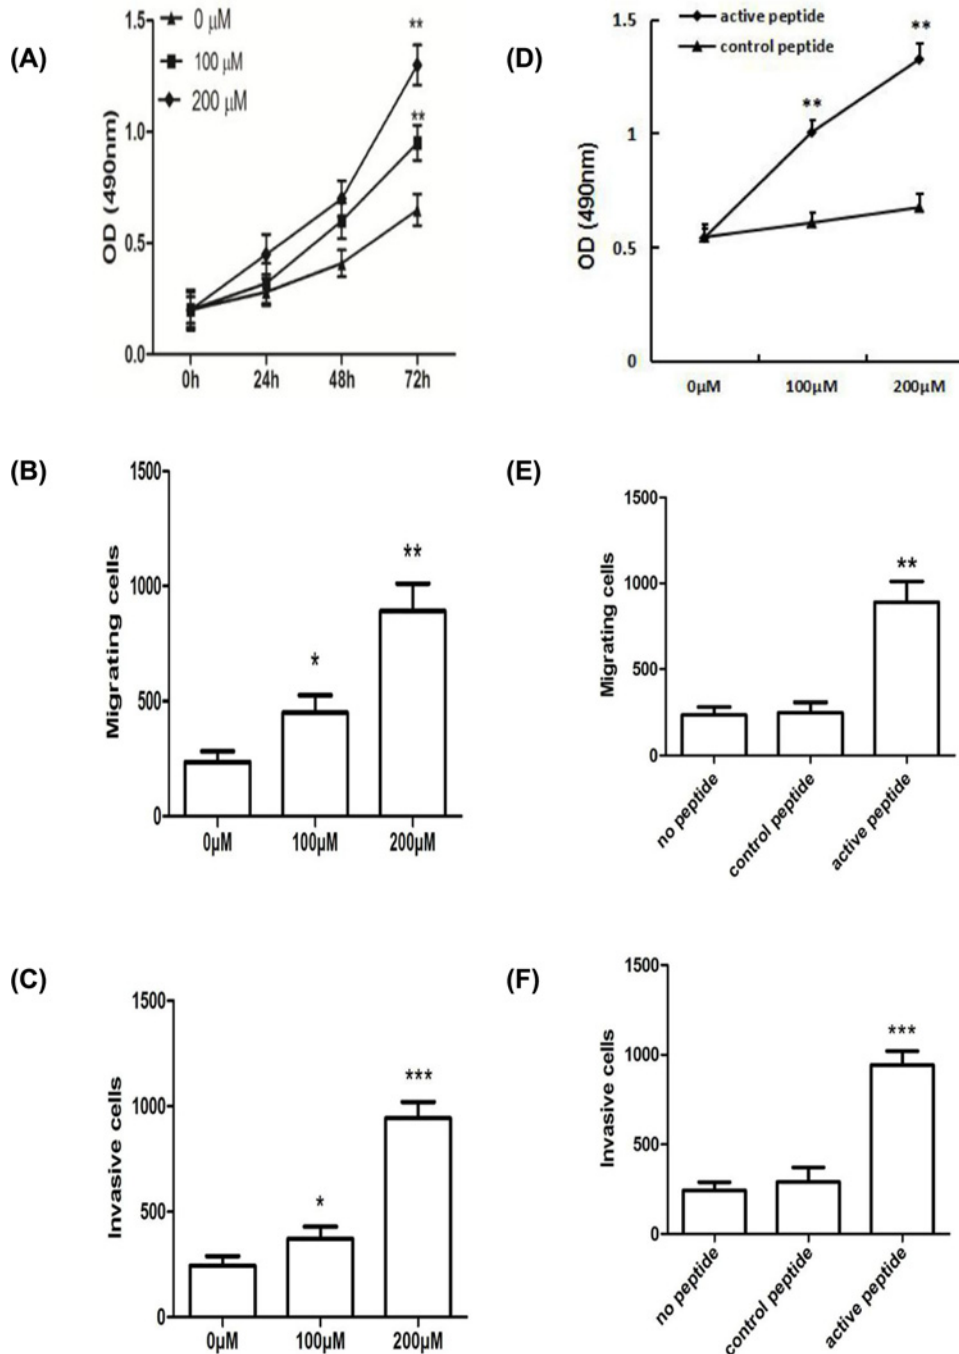 (A)
1.5
0 µM
100 µM
200 µM
**
**
1.0
0.5
0.0
OD (490nm)
0h 24h 48h 72h
(D)
1.5
active peptide
control peptide
**
**
1
0.5
0
OD (490nm)
0µM 100µM 200µM
(B)
1500
1000
500
0
Migrating cells
*
**
0µM 100µM 200µM
(E)
1500
1000
500
0
Migrating cells
**
no peptide
control peptide
active peptide
(C)
1500
1000
500
0
Invasive cells
*
***
0µM 100µM 200µM
(F)
1500
1000
500
0
Invasive cells
***
no peptide
control peptide
active peptide